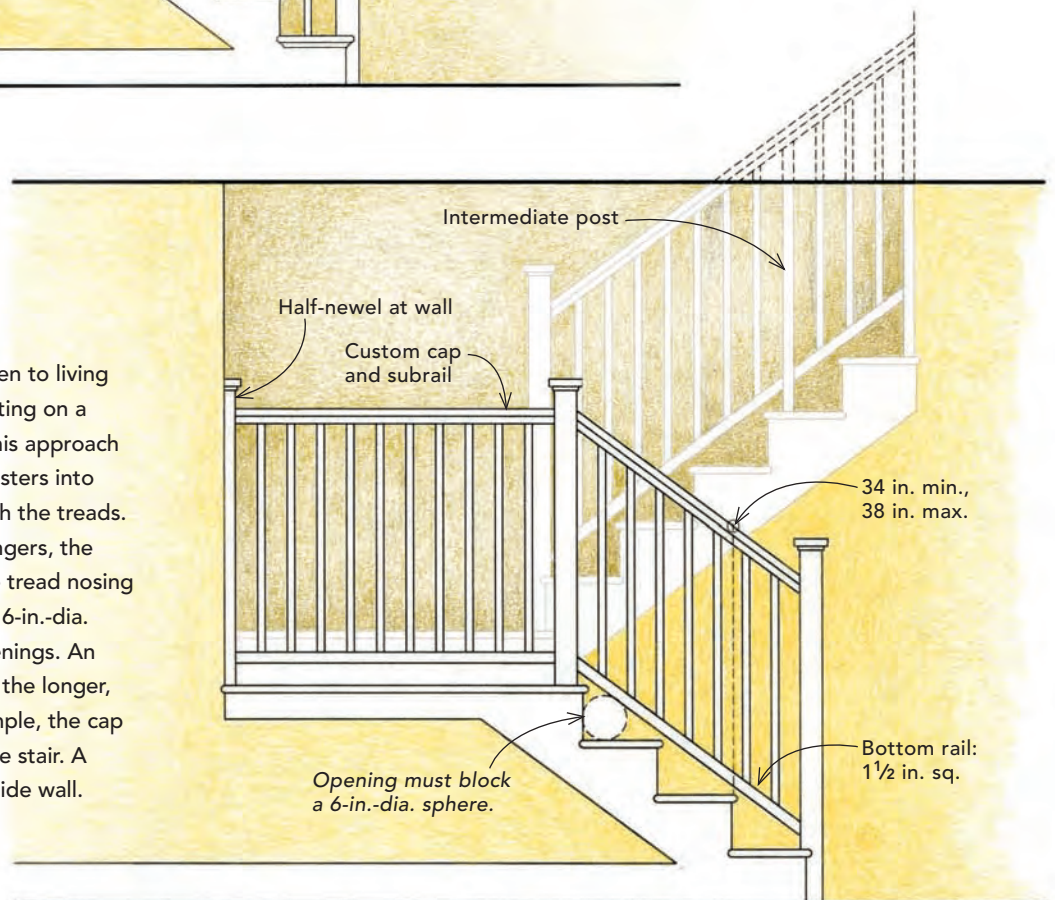 Intermediate post
Half-newel at wall
Custom cap
and subrail
34 in. min.,
38 in. max.
Bottom rail:
1½ in. sq.
Opening must block
a 6-in.-dia. sphere.
en to living
ting on a
his approach
sters into
h the treads.
ngers, the
tread nosing
6-in.-dia.
enings. An
the longer,
mple, the cap
e stair. A
ide wall.